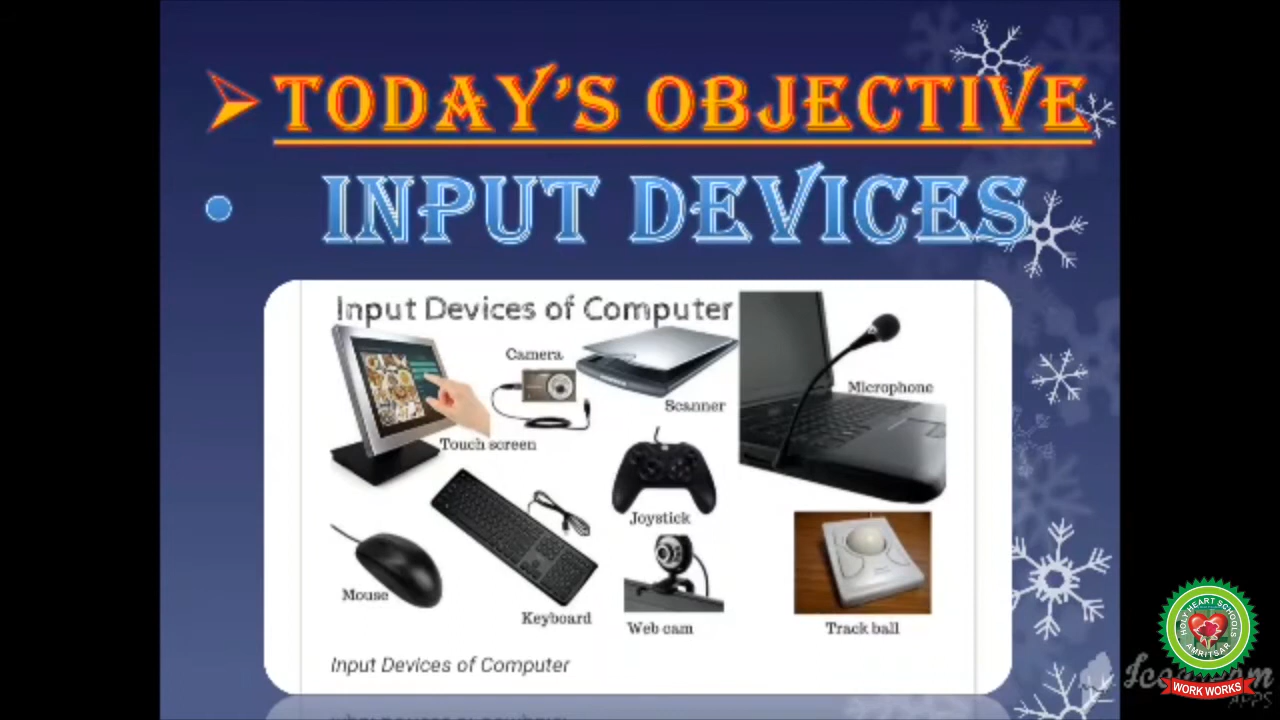 TODAY'S OBJECTIVE
INPUT DEVICES
Input Devices of Computer
Camera
Scanner
Microphone
Touch screen
Joystick
Mouse
Keyboard
Web cam
Track ball
Input Devices of Computer
HOLY HEART SCHOOLS
AMRITSAR
WORK WORKS
APPS